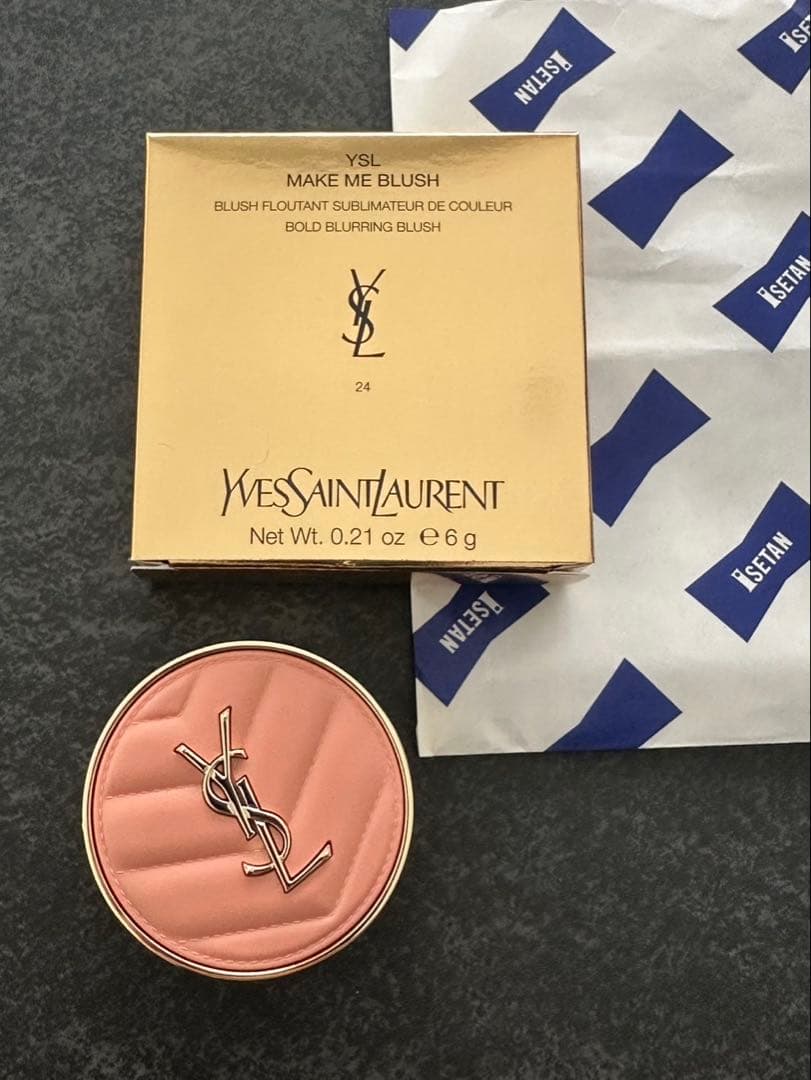 YSL
MAKE ME BLUSH
BLUSH FLOUTANT SUBLIMATEUR DE COULEUR
BOLD BLURRING BLUSH
YSL
24
YVESSAINTLAURENT
Net Wt. 0.21 oz ℮ 6 g
YSL
ISETAN
ISETAN
ISETAN
ISETAN